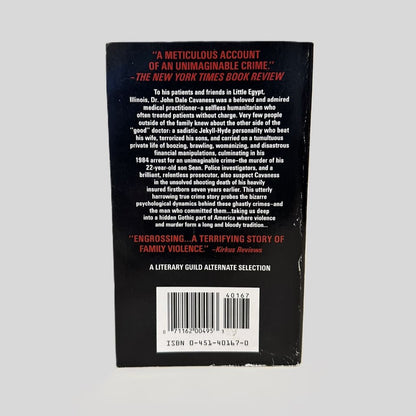 "A METICULOUS ACCOUNT
OF AN UNIMAGINABLE CRIME."
-THE NEW YORK TIMES BOOK REVIEW
To his patients and friends in Little Egypt,
Illinois, Dr. John Dale Cavaness was a beloved and admired
medical practitioner-a selfless humanitarian who
often treated patients without charge. Very few people
outside of the family knew about the other side of the
"good" doctor: a sadistic Jekyll-Hyde personality who beat
his wife, terrorized his sons, and carried on a tumultuous
private life of boozing, brawling, womanizing, and disastrous
financial manipulations, culminating in his
1984 arrest for an unimaginable crime-the murder of his
22-year-old son Sean. Police investigators, and a
brilliant, relentless prosecutor, also suspect Cavaness
in the unsolved shooting death of his heavily
insured firstborn seven years earlier. This utterly
harrowing true crime story probes the bizarre
psychological dynamics behind these ghastly crimes-and
the man who committed them...taking us deep
into a hidden Gothic part of America where violence
and murder form a long and bloody tradition...
"ENGROSSING...A TERRIFYING STORY OF
FAMILY VIOLENCE." -Kirkus Reviews
A LITERARY GUILD ALTERNATE SELECTION
40167
0 71162 00495 3
ISBN 0-451-40167-0